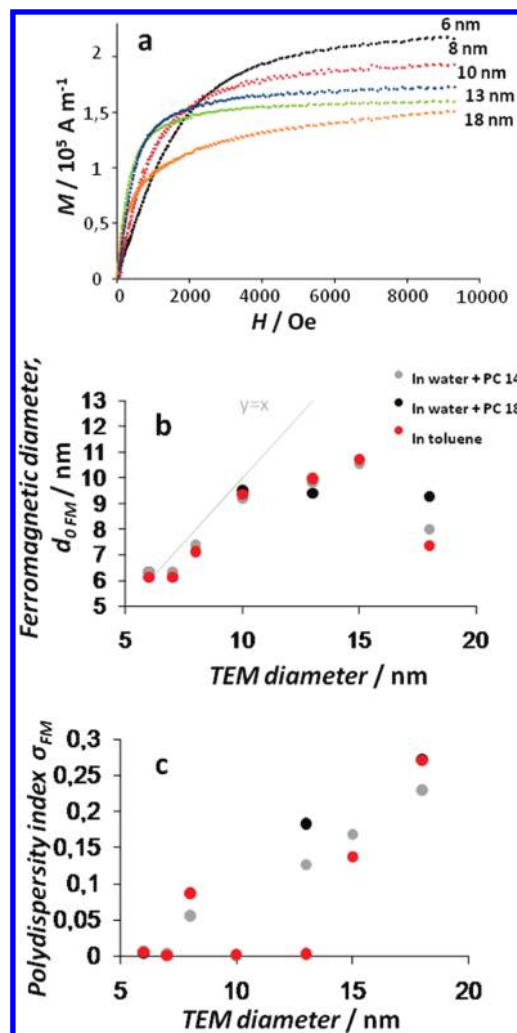 a
6 nm
8 nm
10 nm
13 nm
18 nm
M / 10⁵ A m⁻¹
2
1,5
1
0,5
0
0 2000 4000 6000 8000 10000
H / Oe
b
y=x
In water + PC 14
In water + PC 18
In toluene
Ferromagnetic diameter,
d₀ FM / nm
13
12
11
10
9
8
7
6
5
5 10 15 20
TEM diameter / nm
c
Polydispersity index σFM
0,3
0,25
0,2
0,15
0,1
0,05
0
5 10 15 20
TEM diameter / nm